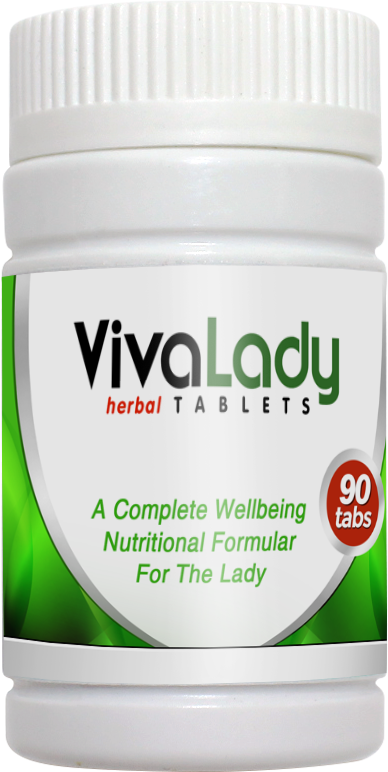 VivaLady
herbal TABLETS
90
tabs
A Complete Wellbeing
Nutritional Formular
For The Lady